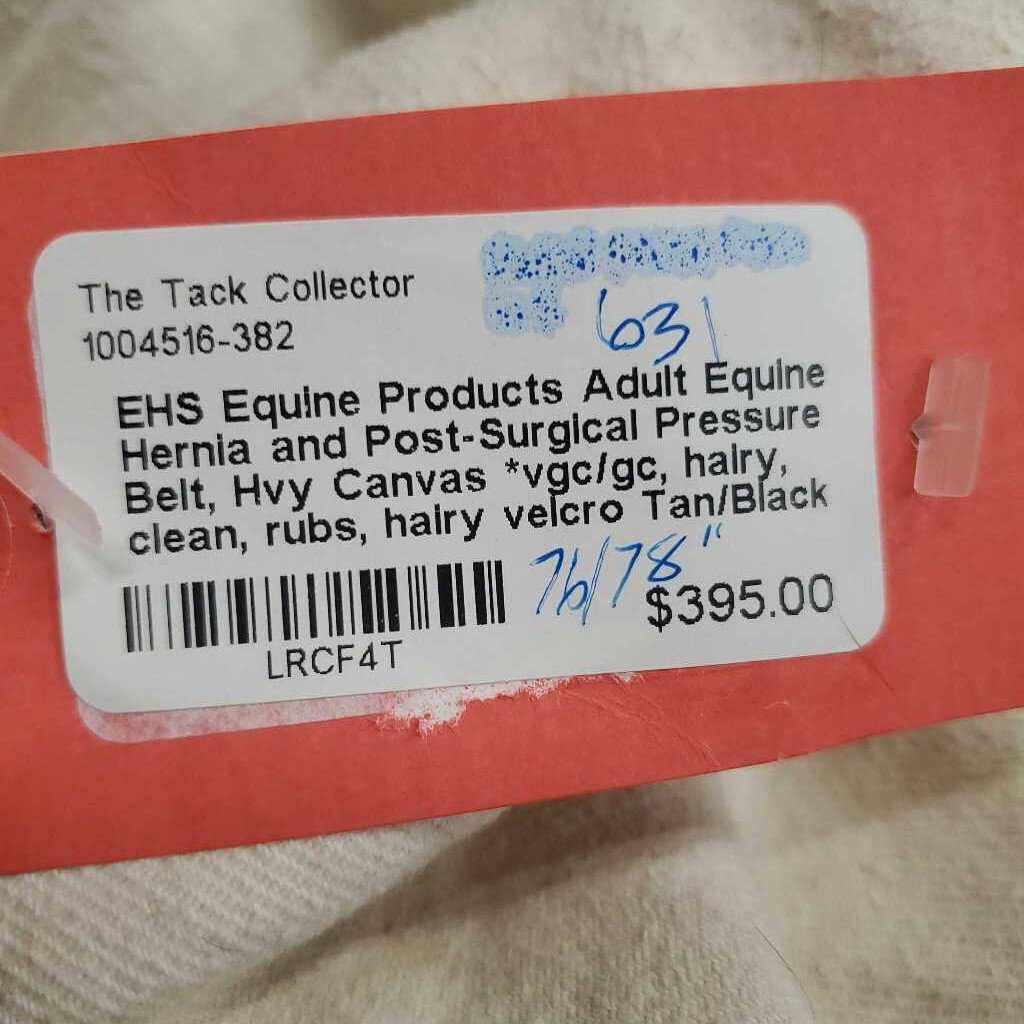 The Tack Collector
1004516-382
631
EHS Equine Products Adult Equine
Hernia and Post-Surgical Pressure
Belt, Hvy Canvas *vgc/gc, hairy,
clean, rubs, hairy velcro Tan/Black
76/78"
$395.00
LRCF4T